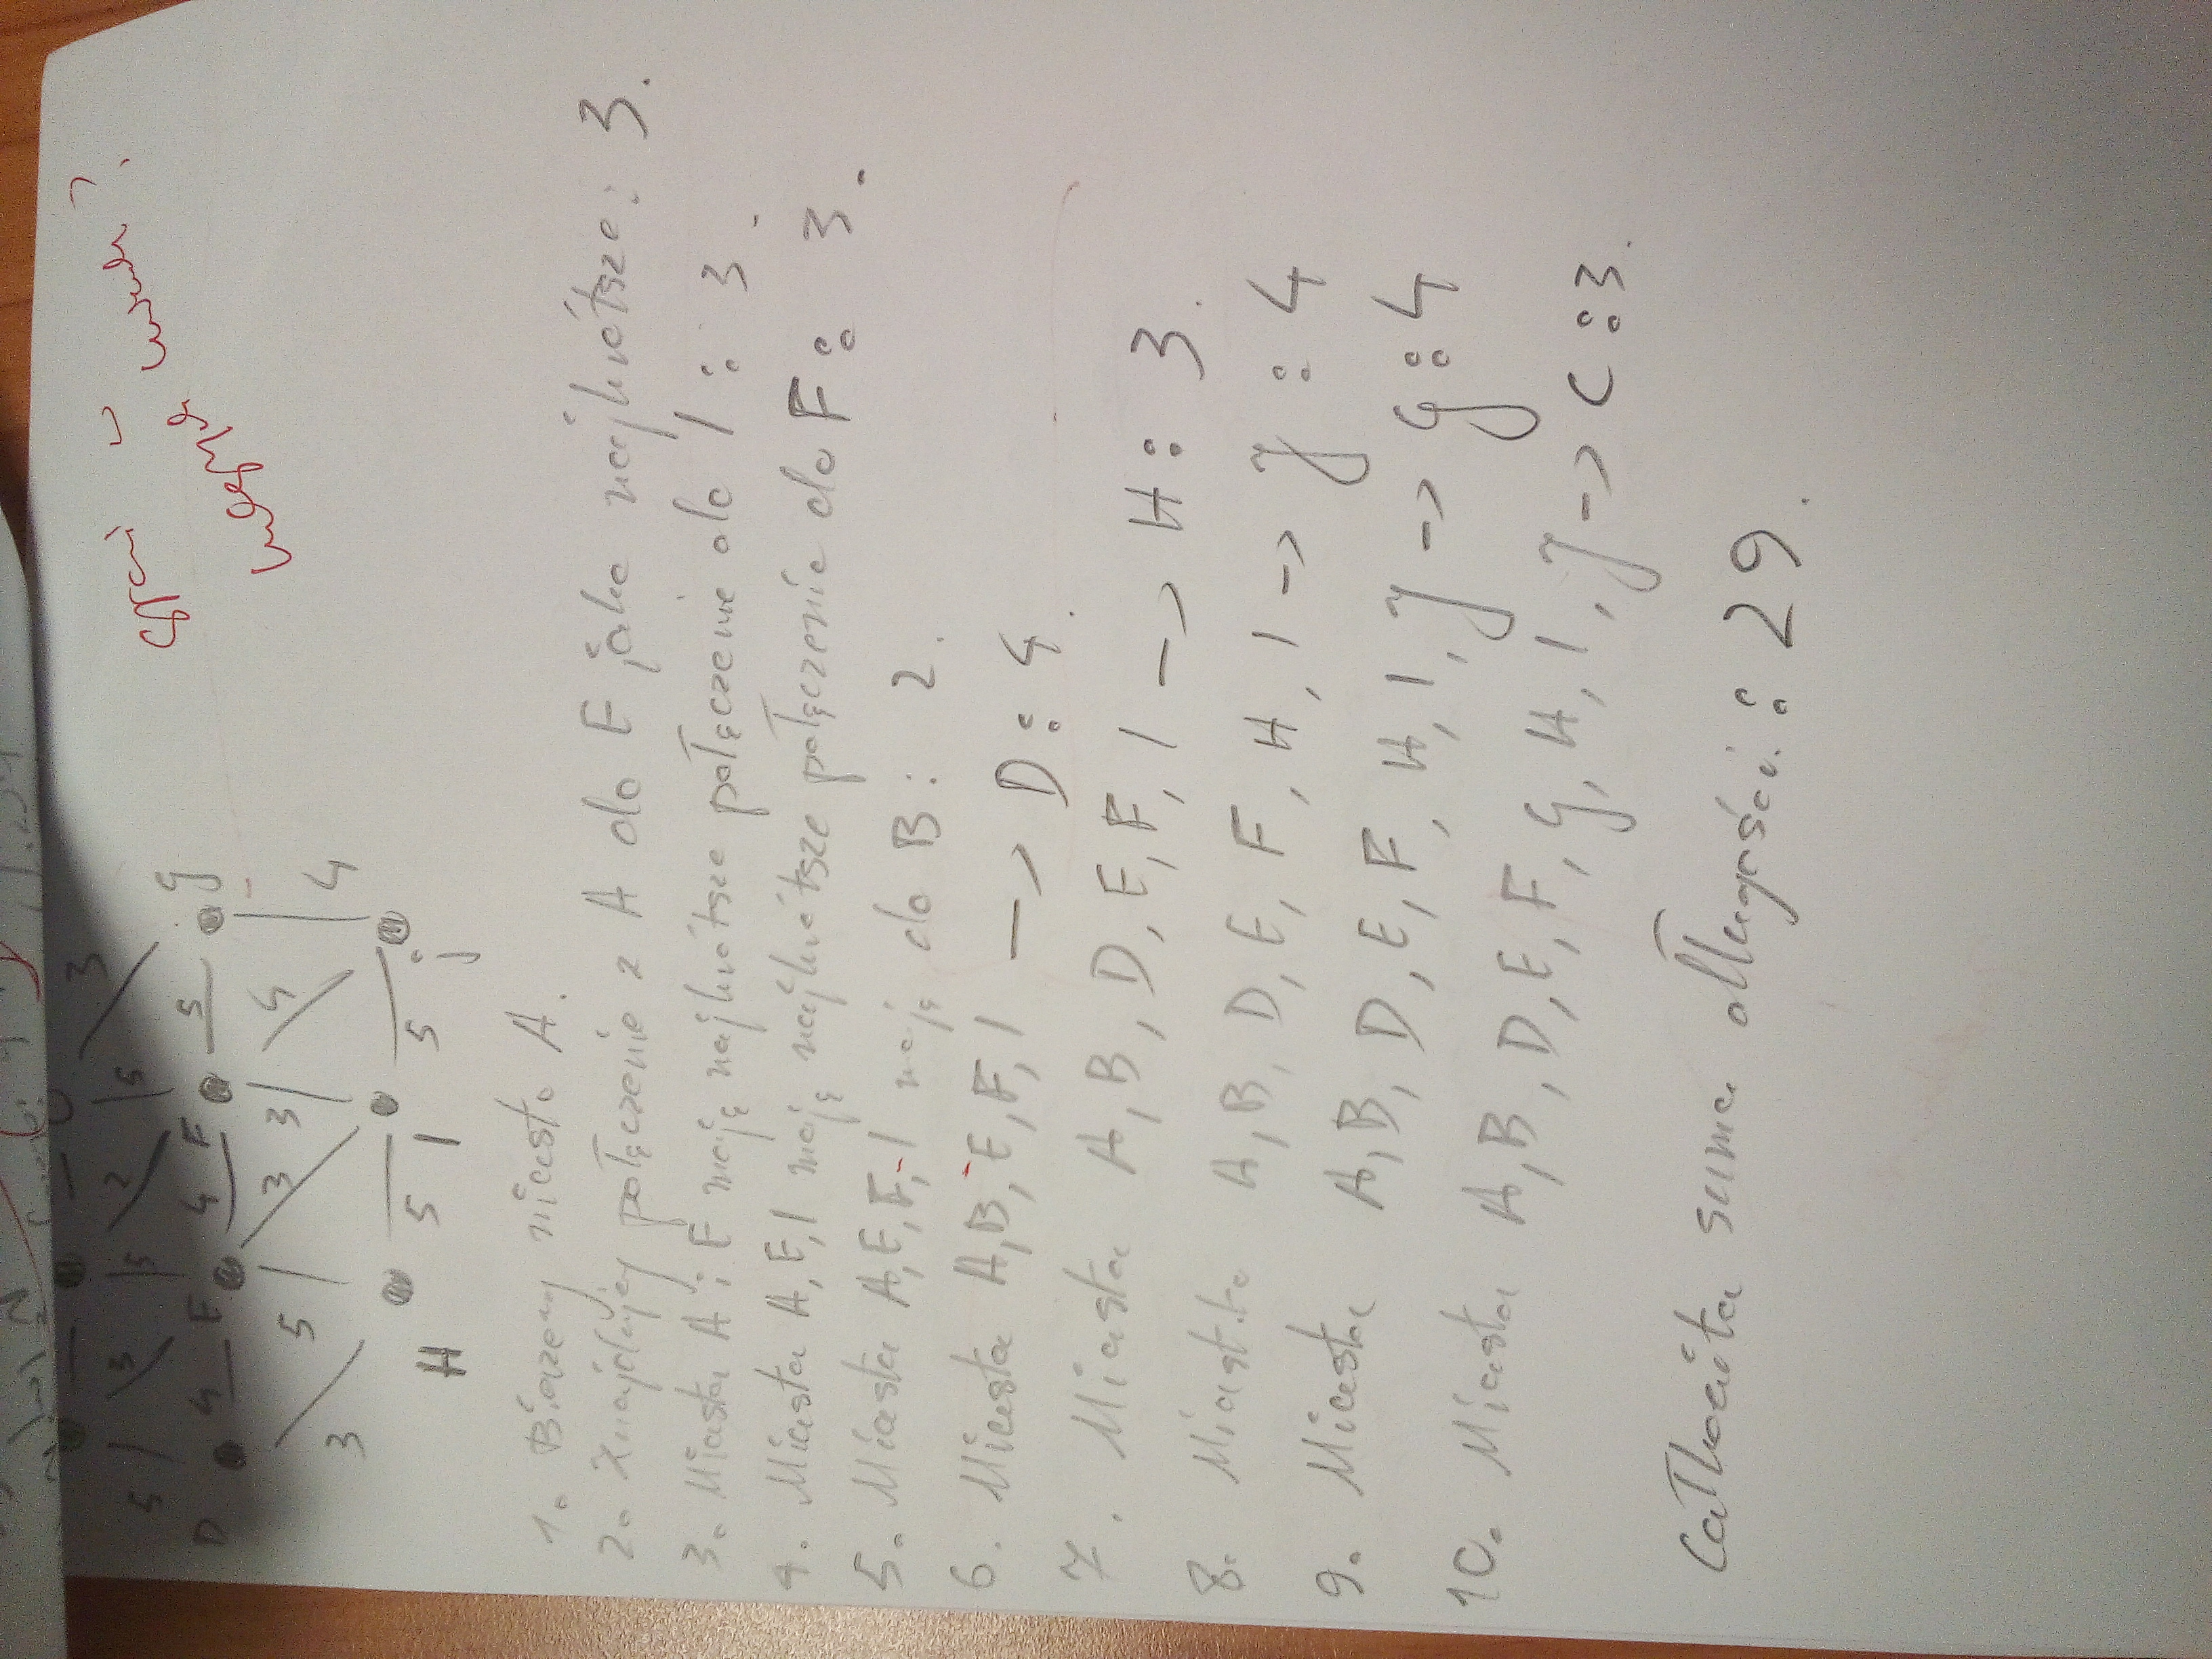 3
5 3 5 2 5
D 4 E 4 F 5 G
3 5 3 3 4 4
5 5
H I j
1. Bierzemy miasto A.
2. Znajdujemy połączenie z A do E jako najkrótsze: 3.
3. Miasta A i E mają najkrótsze połączenie do I : 3.
4. Miasta A, E, I mają najkrótsze połączenie do F : 3.
5. Miasta A, E, F, I mają do B : 2.
6. Miasta A, B, E, F, I -> D : 4.
7. Miasta A, B, D, E, F, I -> H : 3.
8. Miasta A, B, D, E, F, H, I -> J : 4
9. Miasta A, B, D, E, F, H, I, J -> G : 4
10. Miasta A, B, D, E, F, G, H, I, J -> C : 3.
Całkowita suma długości : 29.